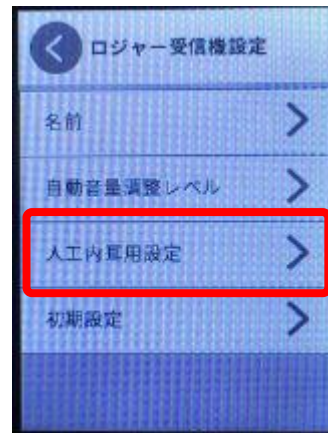 ロジャー受信機設定
名前
自動音量調整レベル
人工内耳用設定
初期設定